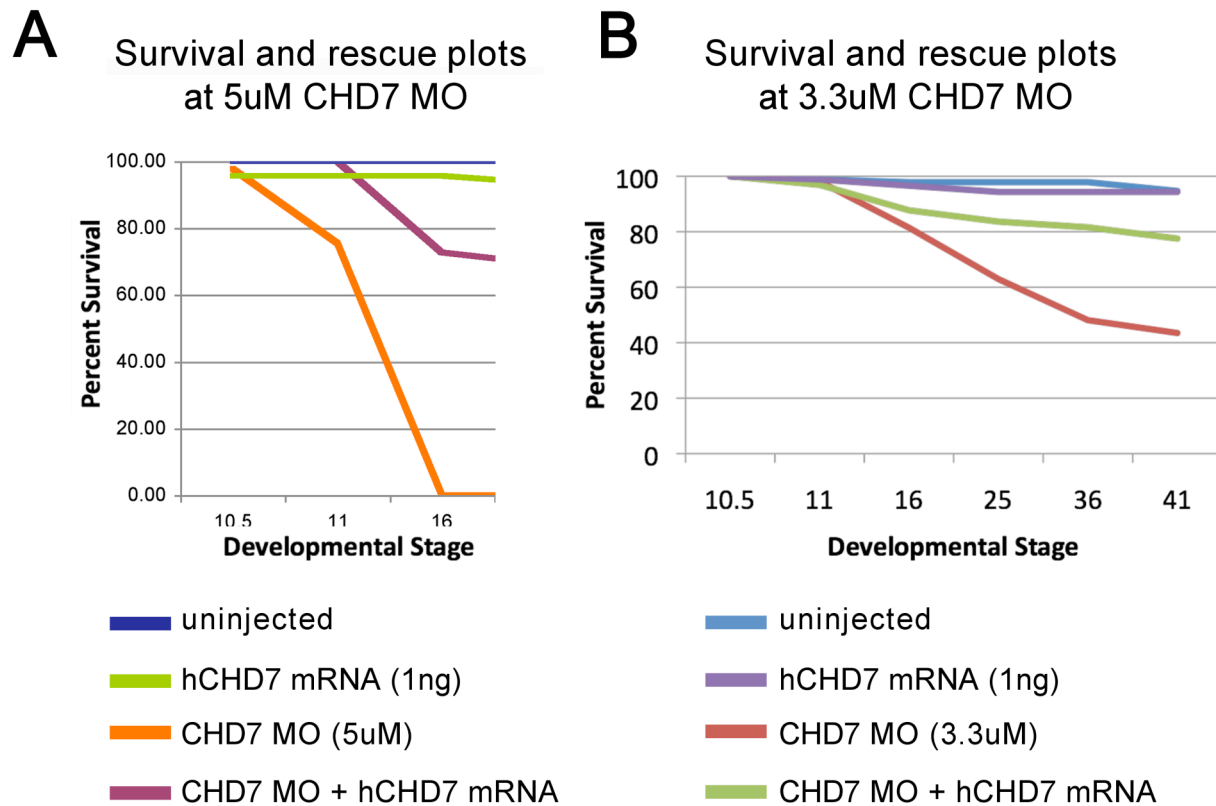 A
Survival and rescue plots
at 5uM CHD7 MO
100.00
80.00
60.00
40.00
20.00
0.00
Percent Survival
10.5
11
16
Developmental Stage
uninjected
hCHD7 mRNA (1ng)
CHD7 MO (5uM)
CHD7 MO + hCHD7 mRNA
B
Survival and rescue plots
at 3.3uM CHD7 MO
100
80
60
40
20
0
Percent Survival
10.5
11
16
25
36
41
Developmental Stage
uninjected
hCHD7 mRNA (1ng)
CHD7 MO (3.3uM)
CHD7 MO + hCHD7 mRNA